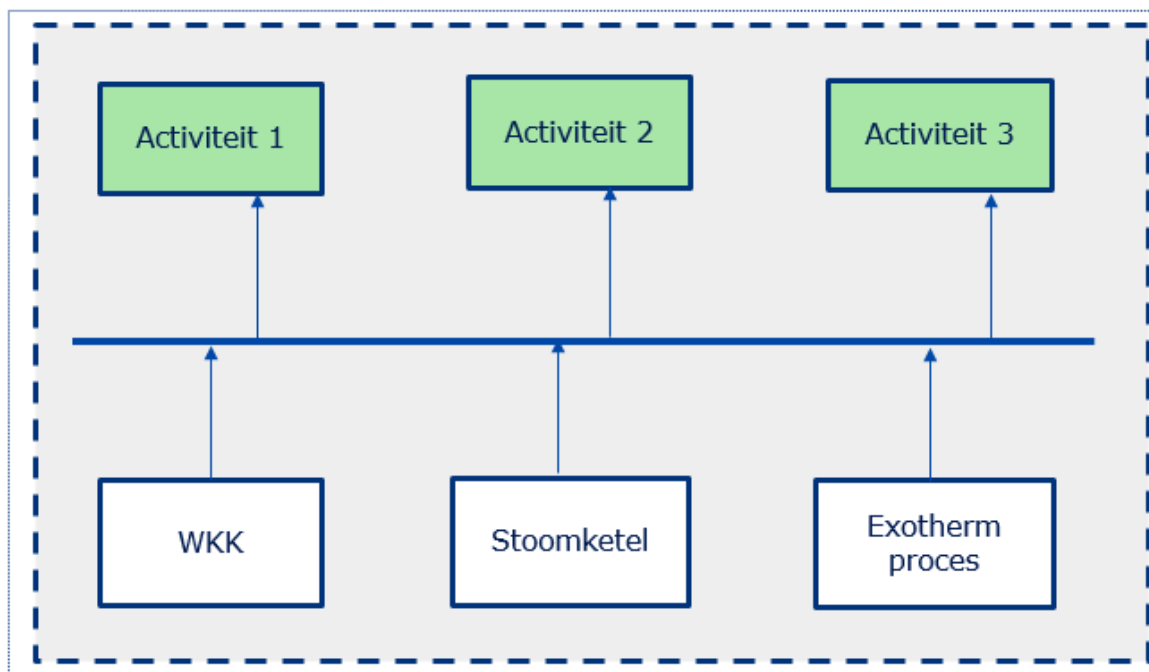 Activiteit 1
Activiteit 2
Activiteit 3
WKK
Stoomketel
Exotherm
proces